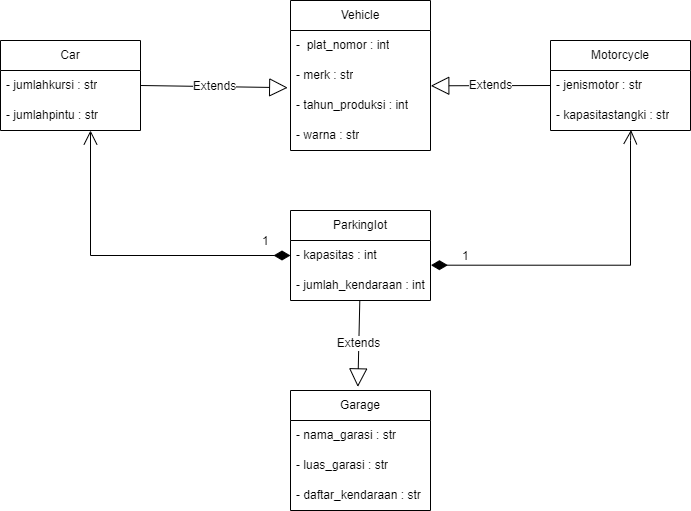 Vehicle
- plat_nomor : int
- merk : str
- tahun_produksi : int
- warna : str
Car
- jumlahkursi : str
- jumlahpintu : str
Extends
Motorcycle
- jenismotor : str
- kapasitastangki : str
Extends
1
Parkinglot
- kapasitas : int
- jumlah_kendaraan : int
1
Extends
Garage
- nama_garasi : str
- luas_garasi : str
- daftar_kendaraan : str